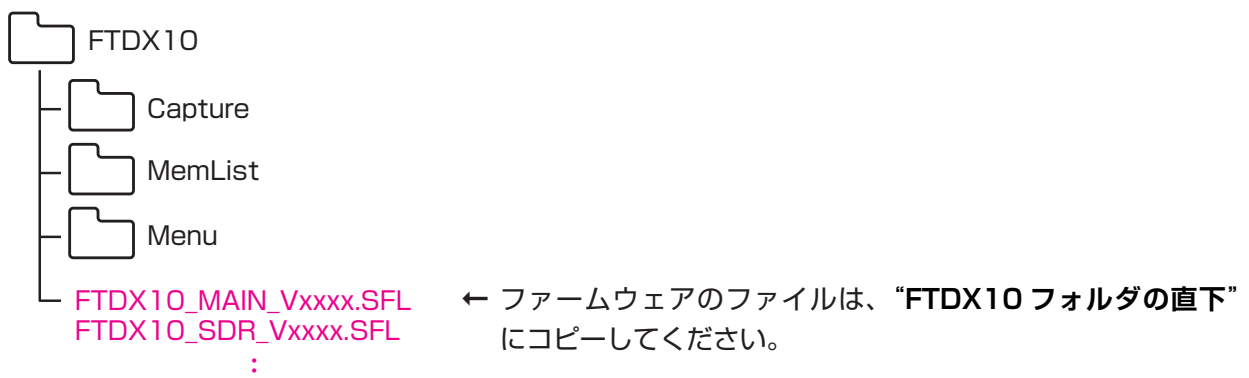 FTDX10
Capture
MemList
Menu
FTDX10_MAIN_Vxxxx.SFL ← ファームウェアのファイルは、“FTDX10 フォルダの直下”
FTDX10_SDR_Vxxxx.SFL にコピーしてください。
: